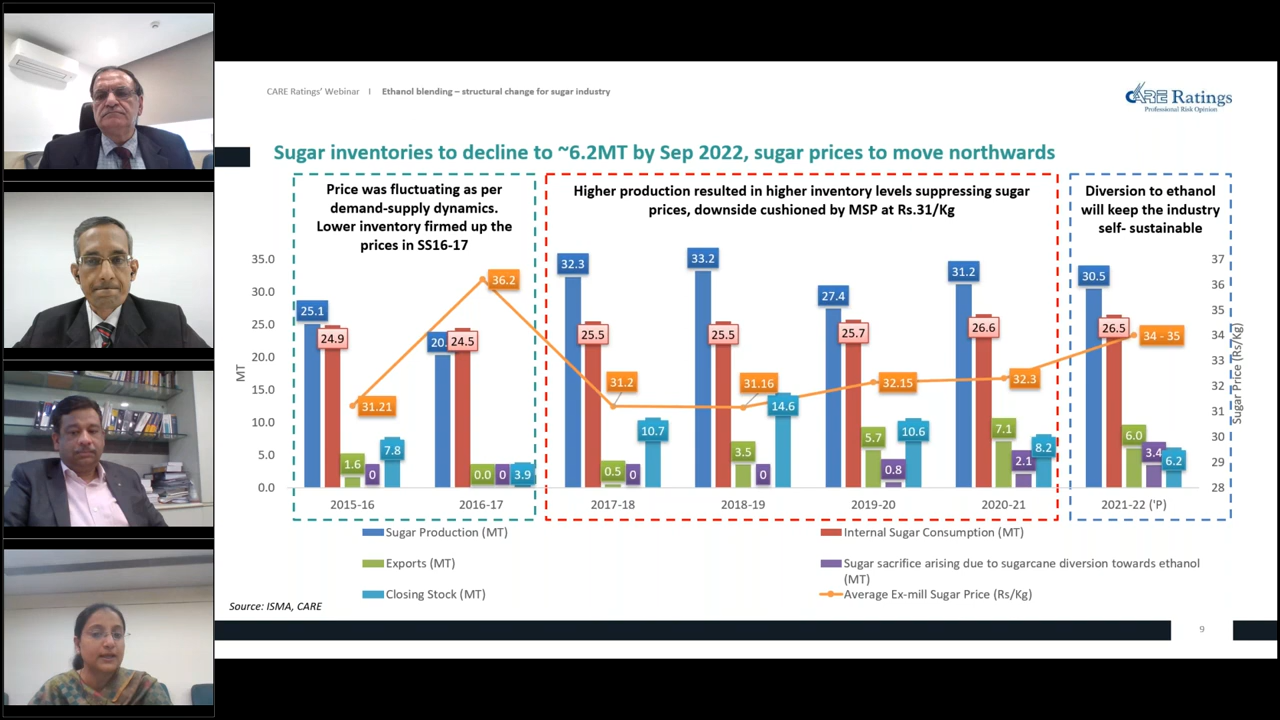 CARE Ratings' Webinar I Ethanol blending – structural change for sugar industry
CARE Ratings
Professional Risk Opinion
Sugar inventories to decline to ~6.2MT by Sep 2022, sugar prices to move northwards
Price was fluctuating as per
demand-supply dynamics.
Lower inventory firmed up the
prices in SS16-17
Higher production resulted in higher inventory levels suppressing sugar
prices, downside cushioned by MSP at Rs.31/Kg
Diversion to ethanol
will keep the industry
self- sustainable
35.0
30.0
25.0
20.0
15.0
10.0
5.0
0.0
MT
25.1
24.9
1.6
0
7.8
31.21
20.
24.5
0.0
0
3.9
36.2
32.3
25.5
0.5
0
10.7
31.2
33.2
25.5
3.5
0
14.6
31.16
27.4
25.7
5.7
0.8
10.6
32.15
31.2
26.6
7.1
2.1
8.2
32.3
30.5
26.5
6.0
3.4
6.2
34 - 35
37
36
35
34
33
32
31
30
29
28
Sugar Price (Rs/Kg)
2015-16
2016-17
2017-18
2018-19
2019-20
2020-21
2021-22 ('P)
Sugar Production (MT)
Internal Sugar Consumption (MT)
Exports (MT)
Sugar sacrifice arising due to sugarcane diversion towards ethanol
(MT)
Closing Stock (MT)
Average Ex-mill Sugar Price (Rs/Kg)
Source: ISMA, CARE
9